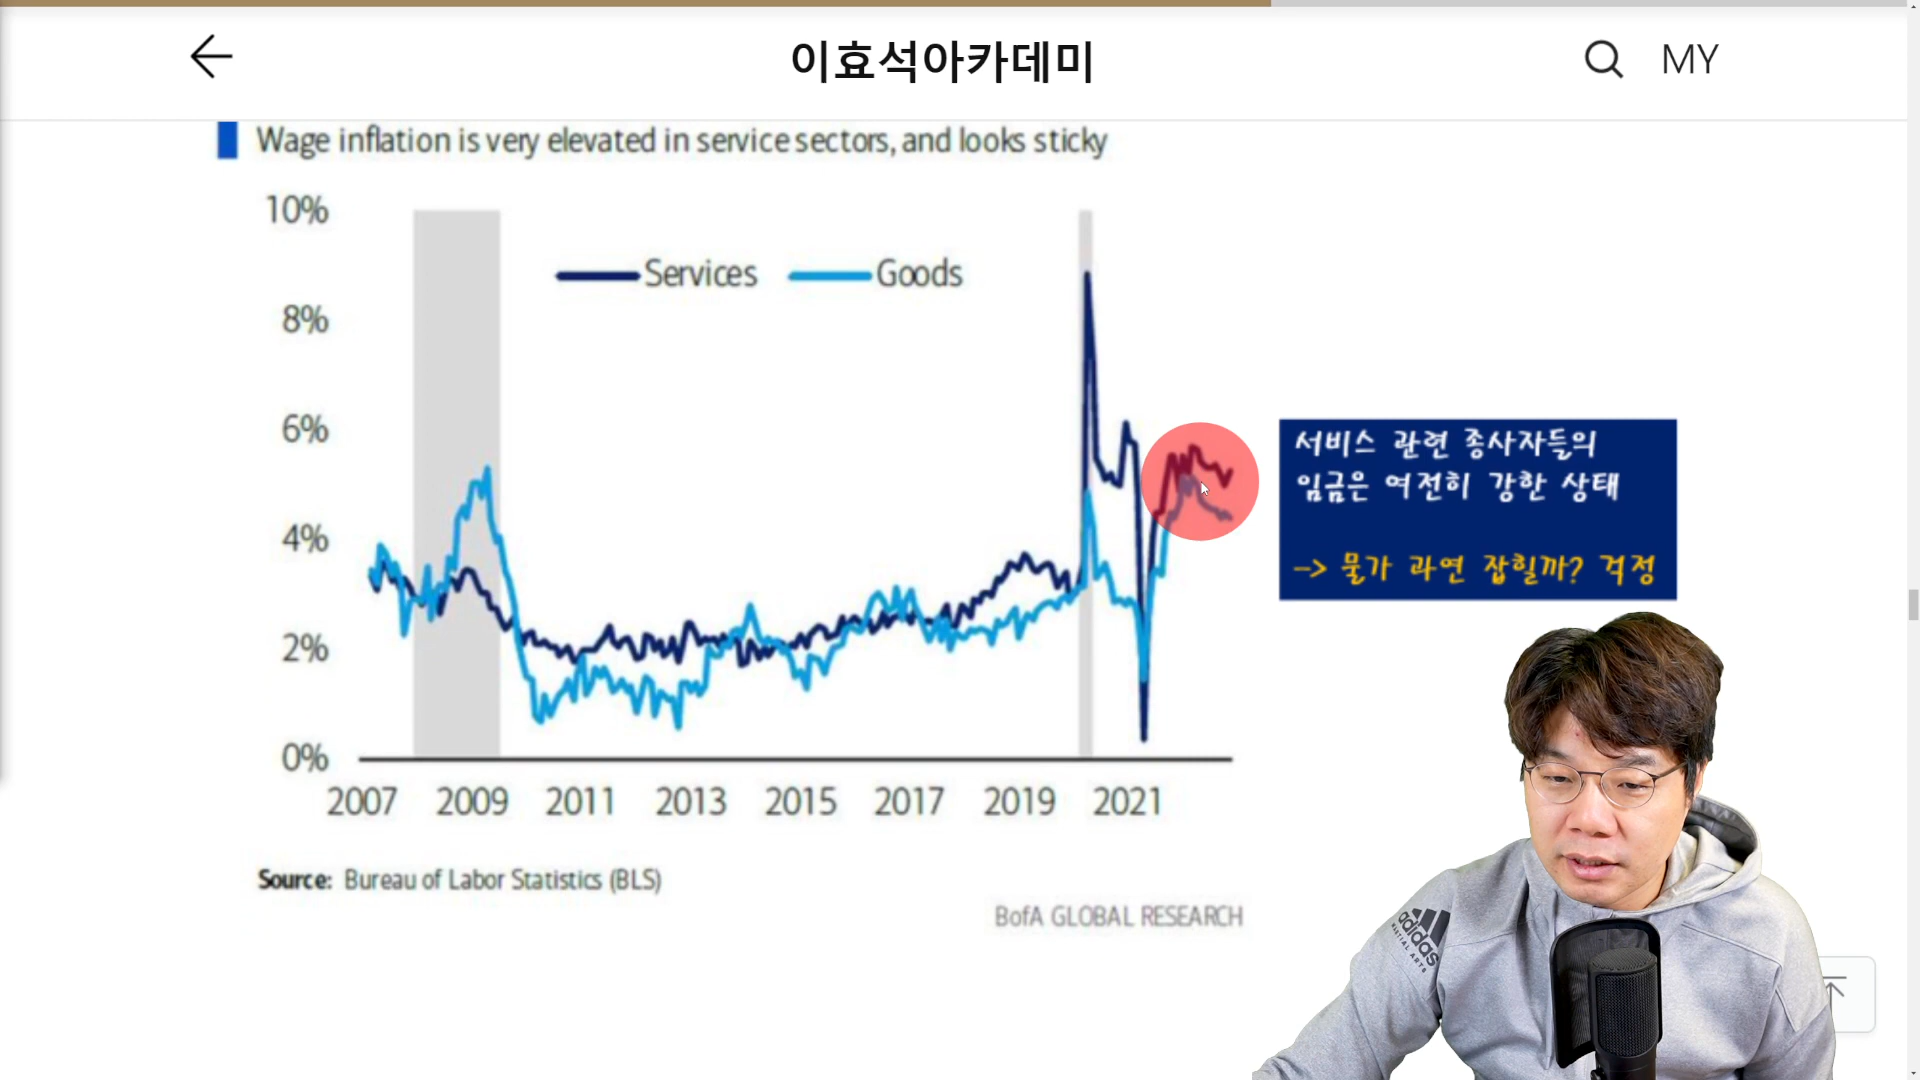 이효석아카데미
MY
Wage inflation is very elevated in service sectors, and looks sticky
10%
Services
Goods
8%
6%
4%
2%
0%
서비스 관련 종사자들의
임금은 여전히 강한 상태
-> 물가 과연 잡힐까? 걱정
2007 2009 2011 2013 2015 2017 2019 2021
Source: Bureau of Labor Statistics (BLS)
BofA GLOBAL RESEARCH
adidas
MARTIAL ARTS